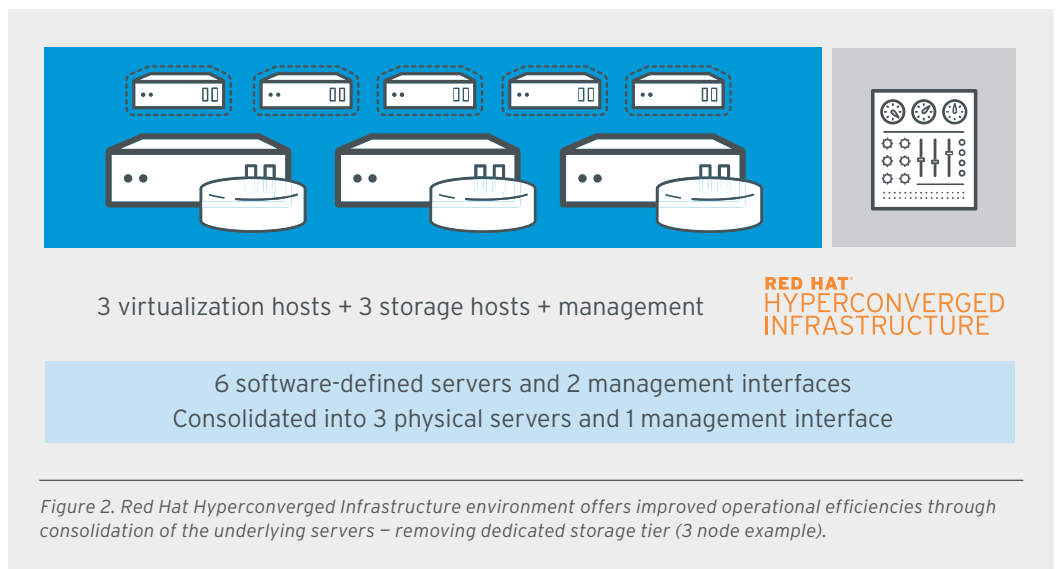 3 virtualization hosts + 3 storage hosts + management
RED HAT®
HYPERCONVERGED
INFRASTRUCTURE
6 software-defined servers and 2 management interfaces
Consolidated into 3 physical servers and 1 management interface
Figure 2. Red Hat Hyperconverged Infrastructure environment offers improved operational efficiencies through
consolidation of the underlying servers — removing dedicated storage tier (3 node example).